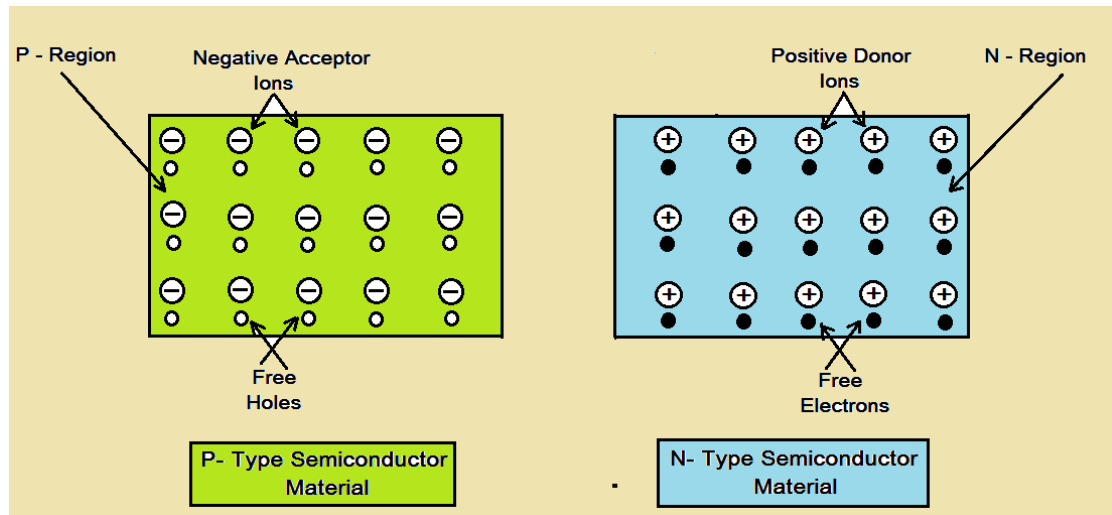 P - Region
Negative Acceptor
Ions
Positive Donor
Ions
N - Region
Free
Holes
Free
Electrons
P- Type Semiconductor
Material
N- Type Semiconductor
Material